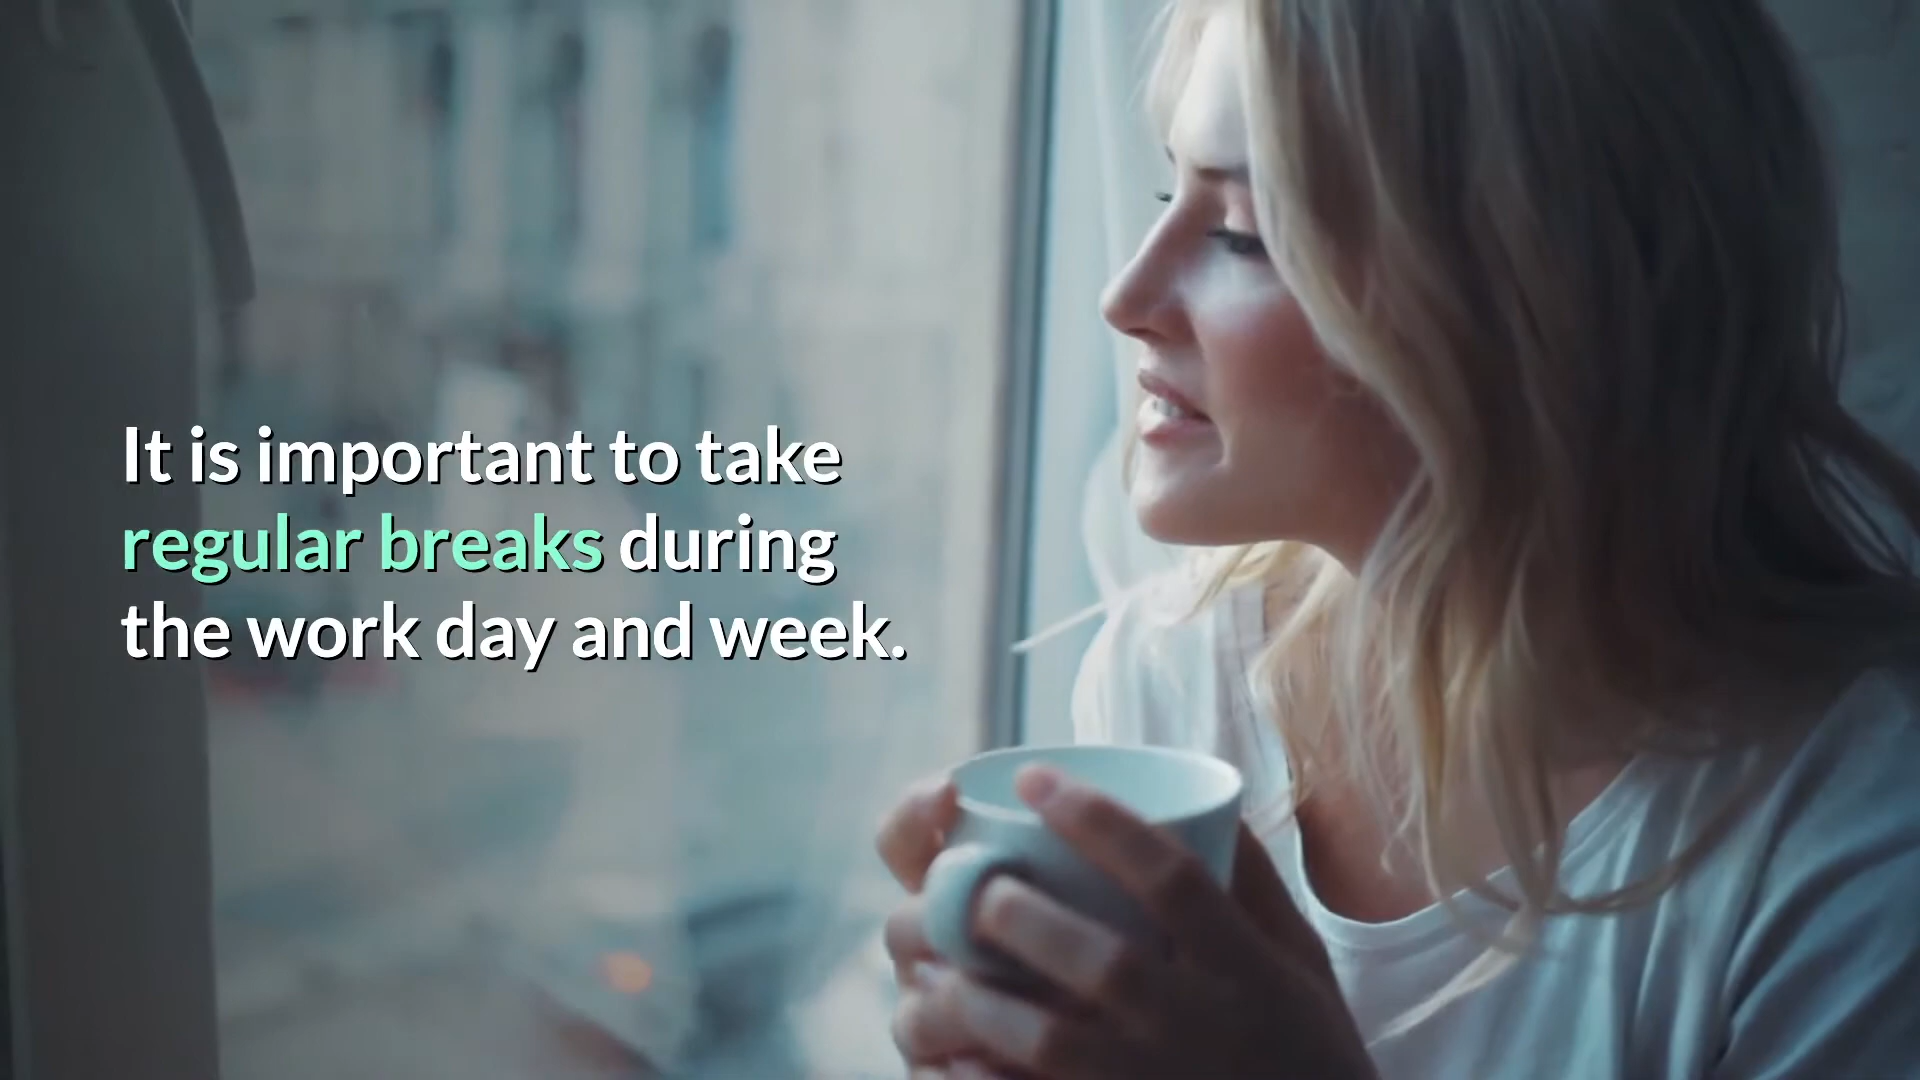 It is important to take
regular breaks during
the work day and week.